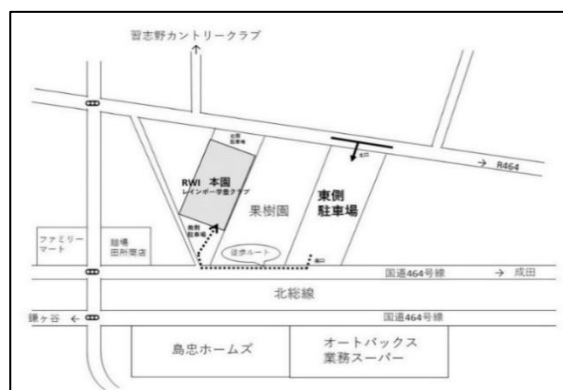 習志野カントリークラブ
R464
RWI 本園
レインボー学童クラブ
果樹園
東側
駐車場
徒歩ルート
ファミリー
マート
麺場
田所商店
国道464号線
成田
北総線
鎌ヶ谷
国道464号線
島忠ホームズ
オートバックス
業務スーパー